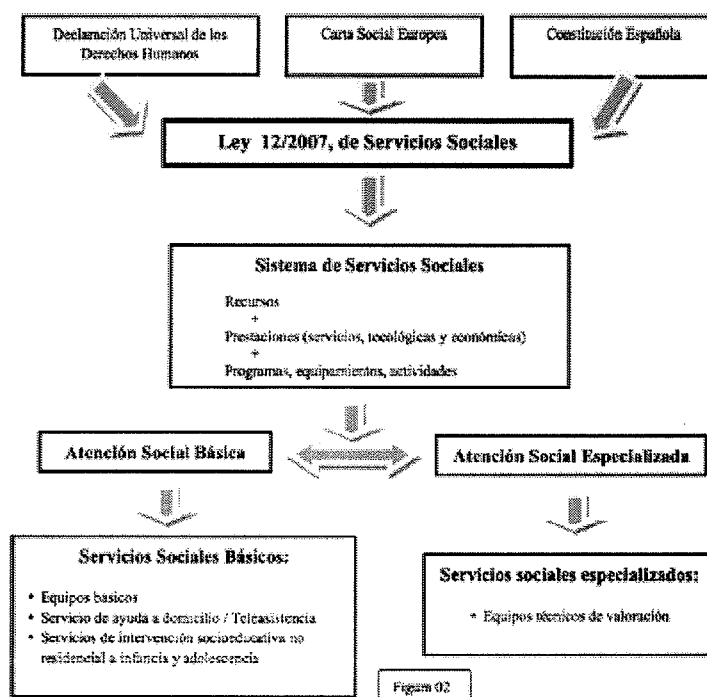 Declaración Universal de los
Derechos Humanos
Carta Social Europea
Constitución Española
Ley 12/2007, de Servicios Sociales
Sistema de Servicios Sociales
Recursos
+
Prestaciones (servicios, tecológicas y económicas)
+
Programas, equipamientos, actividades
Atención Social Básica
Atención Social Especializada
Servicios Sociales Básicos:
• Equipos basicos
• Servicio de ayuda a domicilio / Teleasistencia
• Servicios de intervención socioeducativa no
residencial a infancia y adolescencia
Servicios sociales especializados:
• Equipos técnicos de valoración
Figura 02